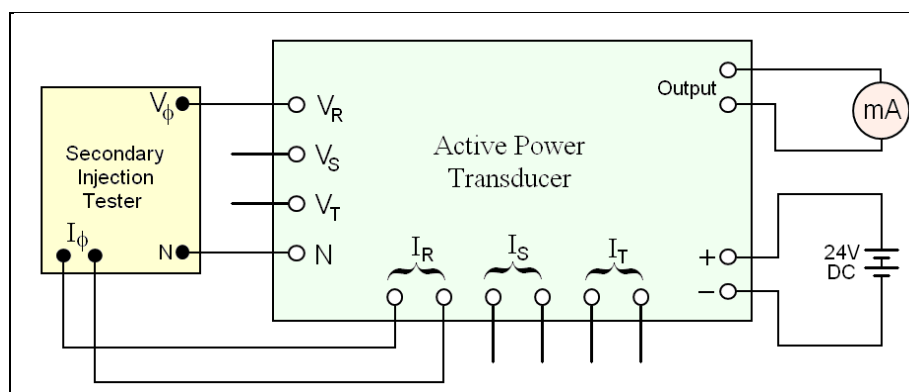 Vϕ
Secondary
Injection
Tester
Iϕ
N
VR
VS
VT
N
Active Power
Transducer
IR
IS
IT
Output
mA
+
−
24V
DC